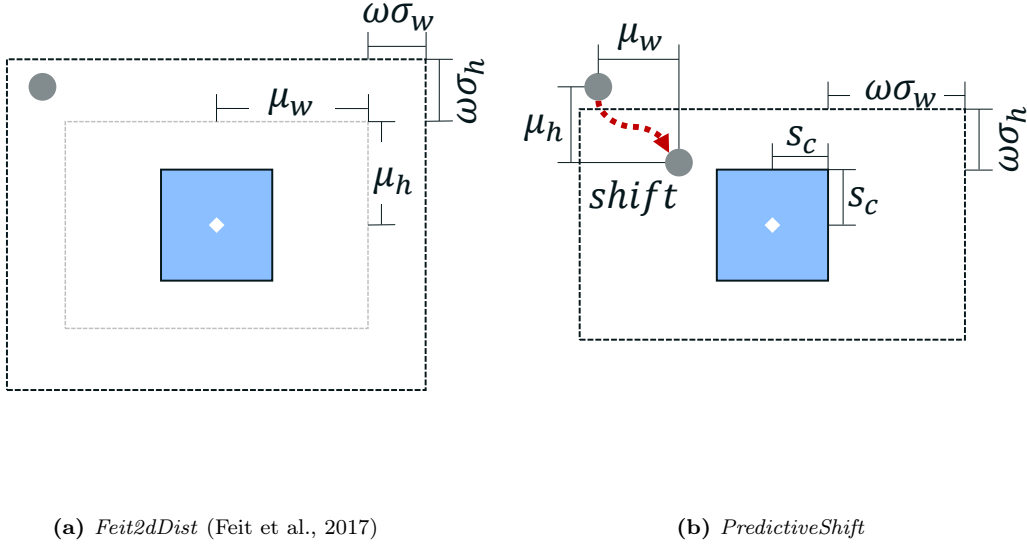 ωσ_w
ωσ_h
μ_w
μ_h
μ_w
μ_h
shift
ωσ_w
ωσ_h
s_c
s_c
(a) Feit2dDist (Feit et al., 2017)
(b) PredictiveShift